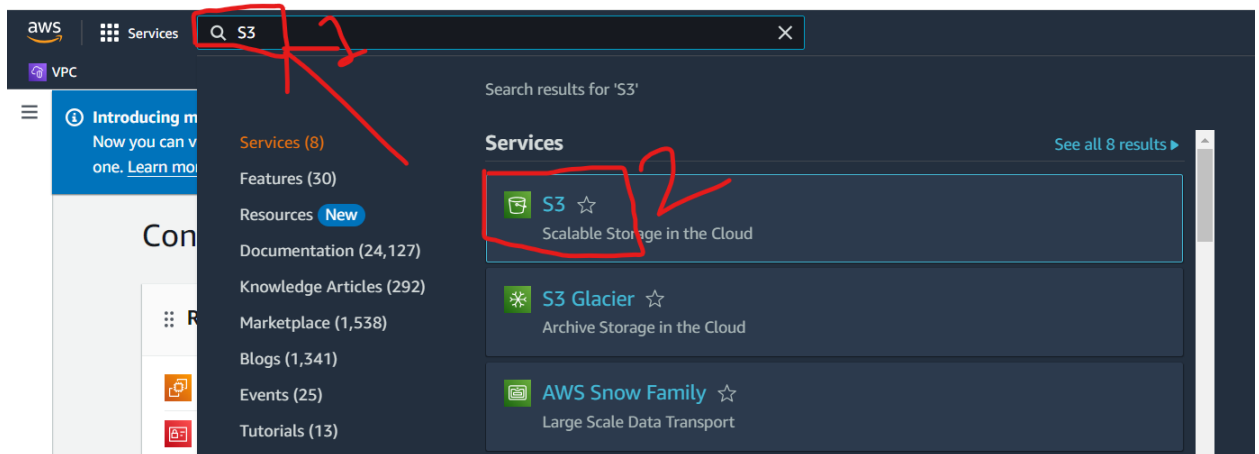 aws Services S3
1
VPC
Introducing m
Now you can v
one. Learn mor
Con
R
Search results for 'S3'
Services (8)
Features (30)
Resources New
Documentation (24,127)
Knowledge Articles (292)
Marketplace (1,538)
Blogs (1,341)
Events (25)
Tutorials (13)
Services
See all 8 results
S3
2
Scalable Storage in the Cloud
S3 Glacier
Archive Storage in the Cloud
AWS Snow Family
Large Scale Data Transport